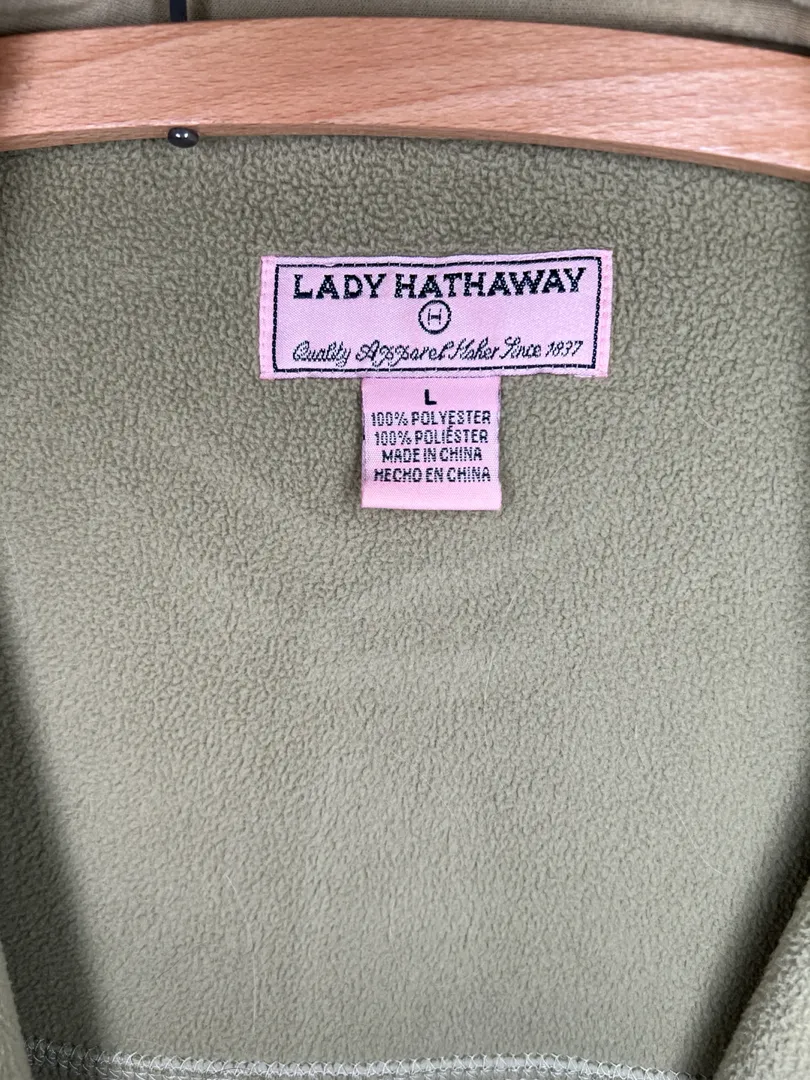 LADY HATHAWAY
H
Quality Apparel Maker Since 1837
L
100% POLYESTER
100% POLIÉSTER
MADE IN CHINA
HECHO EN CHINA